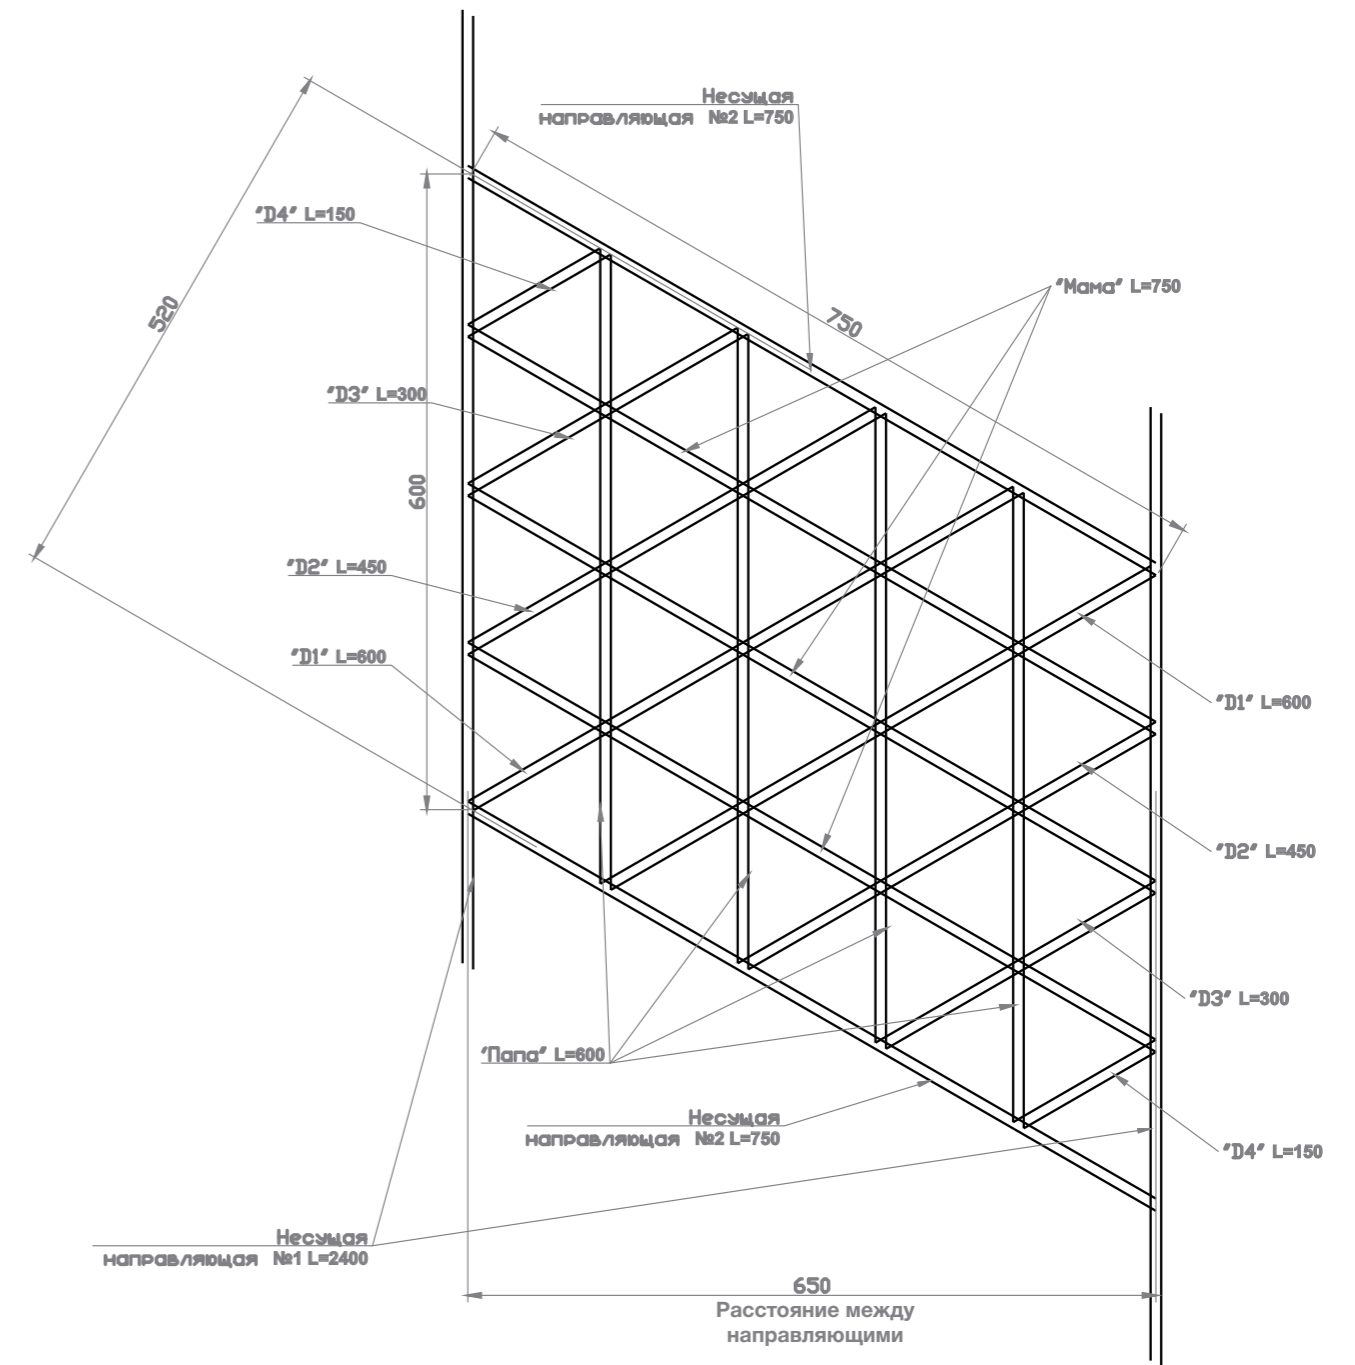 Несущая
направляющая №2 L=750
520
"D4" L=150
"Мама" L=750
750
"D3" L=300
600
"D2" L=450
"D1" L=600
"D1" L=600
"D2" L=450
"D3" L=300
"Папа" L=600
Несущая
направляющая №2 L=750
"D4" L=150
Несущая
направляющая №1 L=2400
650
Расстояние между
направляющими